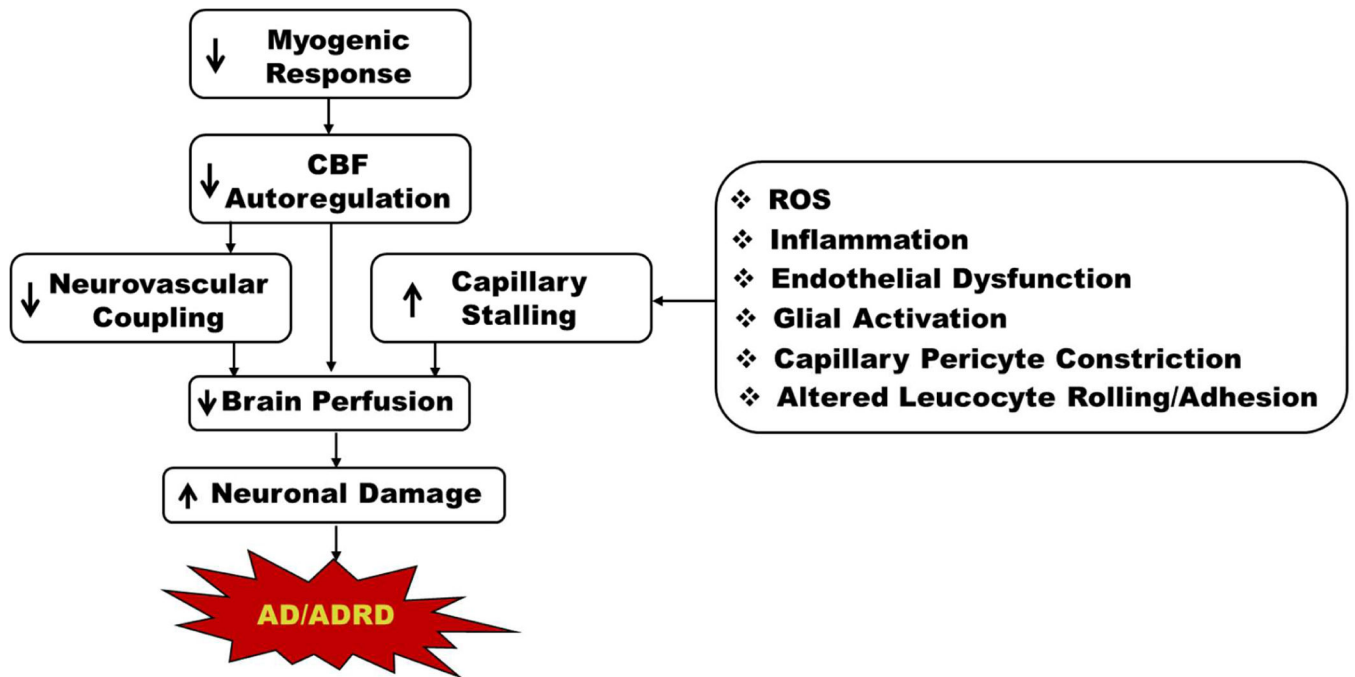 Myogenic
Response
CBF
Autoregulation
Neurovascular
Coupling
Capillary
Stalling
ROS
Inflammation
Endothelial Dysfunction
Glial Activation
Capillary Pericyte Constriction
Altered Leucocyte Rolling/Adhesion
Brain Perfusion
Neuronal Damage
AD/ADRD